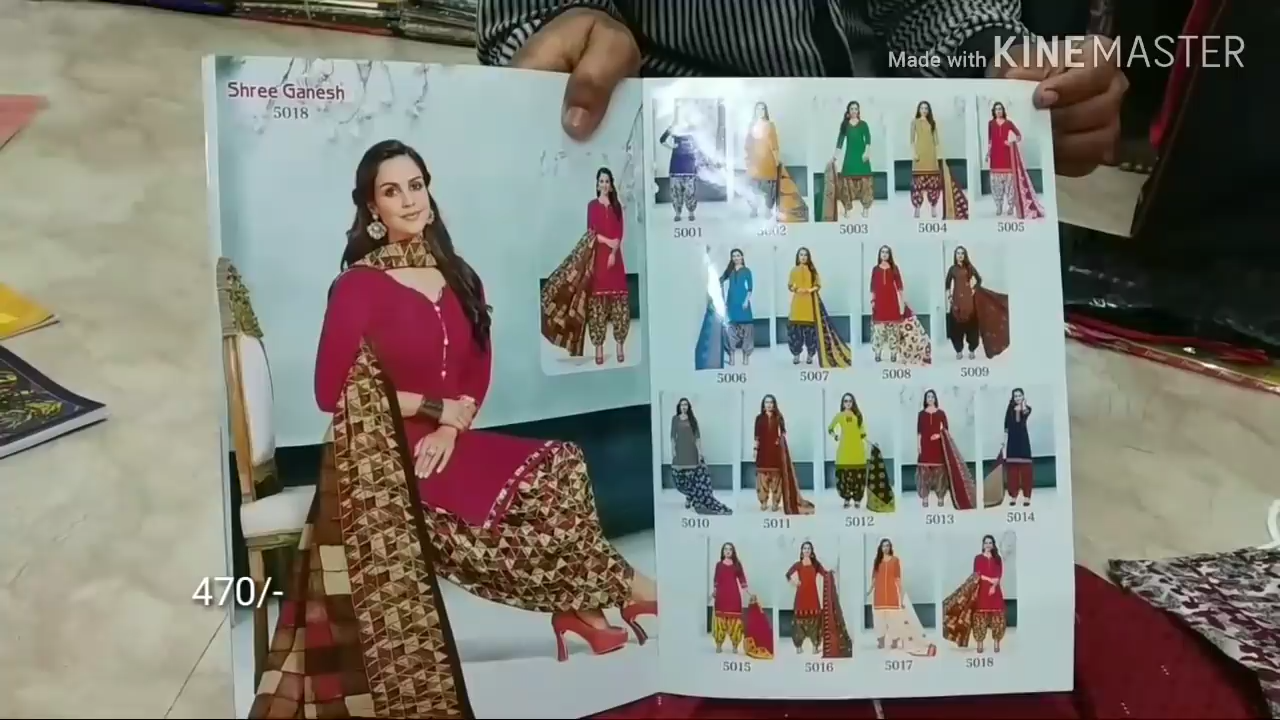 Made with KINEMASTER
Shree Ganesh
5018
5001 5002 5003 5004 5005
5006 5007 5008 5009
5010 5011 5012 5013 5014
5015 5016 5017 5018
470/-